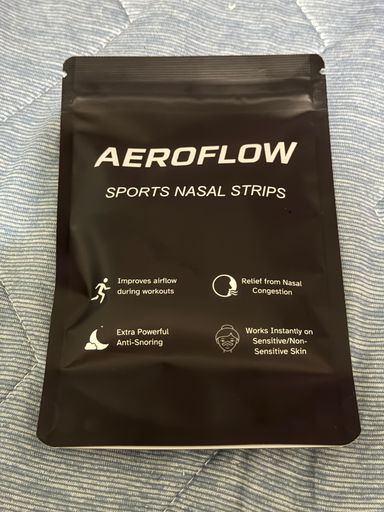 AEROFLOW
SPORTS NASAL STRIPS
Improves airflow
during workouts
Relief from Nasal
Congestion
Extra Powerful
Anti-Snoring
Works Instantly on
Sensitive/Non-
Sensitive Skin